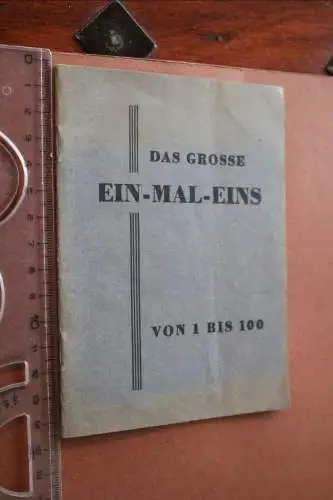 DAS GROSSE
EIN-MAL-EINS
VON 1 BIS 100